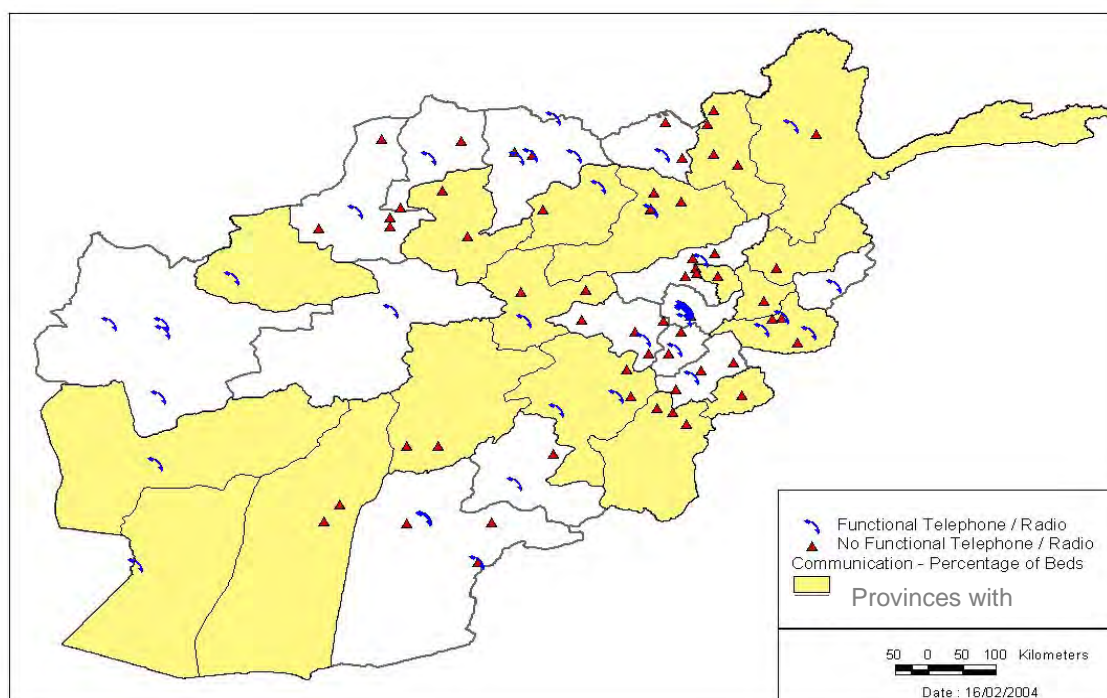 Functional Telephone / Radio
No Functional Telephone / Radio
Communication - Percentage of Beds
Provinces with
50 0 50 100 Kilometers
Date : 16/02/2004